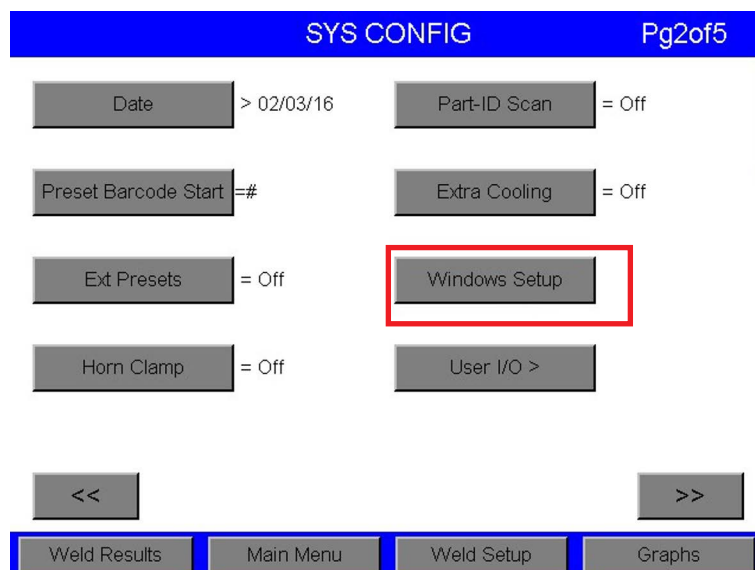 SYS CONFIG Pg2of5
Date > 02/03/16 Part-ID Scan = Off
Preset Barcode Start =# Extra Cooling = Off
Ext Presets = Off Windows Setup
Horn Clamp = Off User I/O >
<< >>
Weld Results Main Menu Weld Setup Graphs